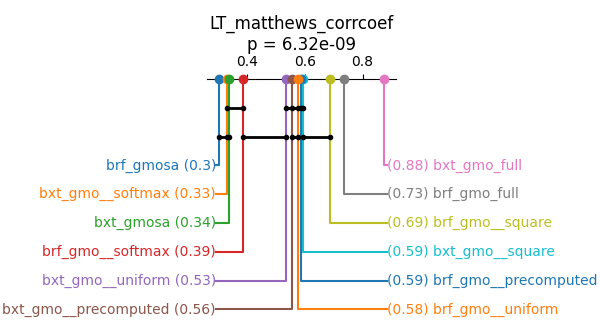 LT_matthews_corrcoef
p = 6.32e-09
0.4 0.6 0.8
brf_gmosa (0.3) (0.88) bxt_gmo_full
bxt_gmo__softmax (0.33) (0.73) brf_gmo_full
bxt_gmosa (0.34) (0.69) brf_gmo__square
brf_gmo__softmax (0.39) (0.59) bxt_gmo__square
bxt_gmo__uniform (0.53) (0.59) brf_gmo__precomputed
bxt_gmo__precomputed (0.56) (0.58) brf_gmo__uniform